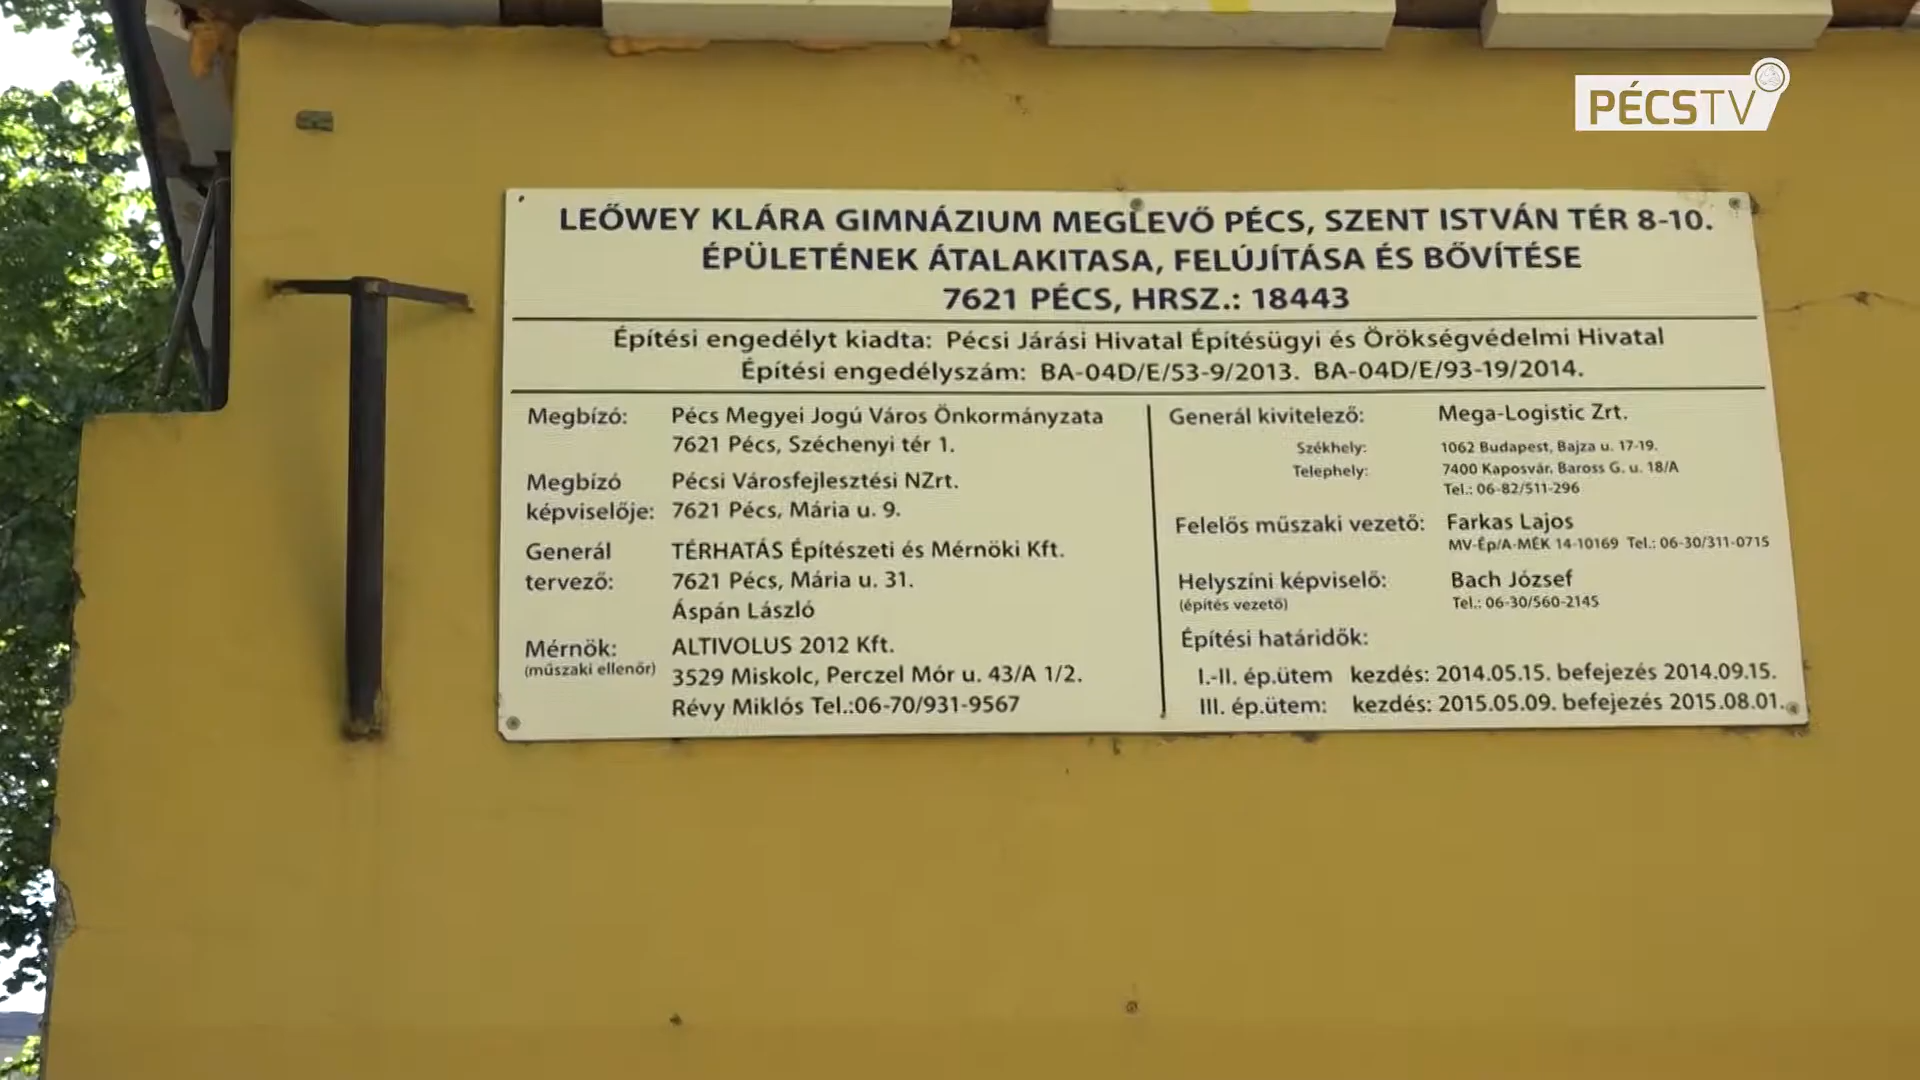 PÉCSTV
LEŐWEY KLÁRA GIMNÁZIUM MEGLEVŐ PÉCS, SZENT ISTVÁN TÉR 8-10.
ÉPÜLETÉNEK ÁTALAKITASA, FELÚJÍTÁSA ÉS BŐVÍTÉSE
7621 PÉCS, HRSZ.: 18443
Építési engedélyt kiadta: Pécsi Járási Hivatal Építésügyi és Örökségvédelmi Hivatal
Építési engedélyszám: BA-04D/E/53-9/2013. BA-04D/E/93-19/2014.
Megbízó: Pécs Megyei Jogú Város Önkormányzata
7621 Pécs, Széchenyi tér 1.
Megbízó Pécsi Városfejlesztési NZrt.
képviselője: 7621 Pécs, Mária u. 9.
Generál TÉRHATÁS Építészeti és Mérnöki Kft.
tervező: 7621 Pécs, Mária u. 31.
Áspán László
Mérnök: ALTIVOLUS 2012 Kft.
(műszaki ellenőr) 3529 Miskolc, Perczel Mór u. 43/A 1/2.
Révy Miklós Tel.:06-70/931-9567
Generál kivitelező: Mega-Logistic Zrt.
Székhely: 1062 Budapest, Bajza u. 17-19.
Telephely: 7400 Kaposvár, Baross G. u. 18/A
Tel.: 06-82/511-296
Felelős műszaki vezető: Farkas Lajos
MV-Ép/A-MÉK 14-10169 Tel.: 06-30/311-0715
Helyszíni képviselő: Bach József
(építés vezető) Tel.: 06-30/560-2145
Építési határidők:
I.-II. ép.ütem kezdés: 2014.05.15. befejezés 2014.09.15.
III. ép.ütem: kezdés: 2015.05.09. befejezés 2015.08.01.